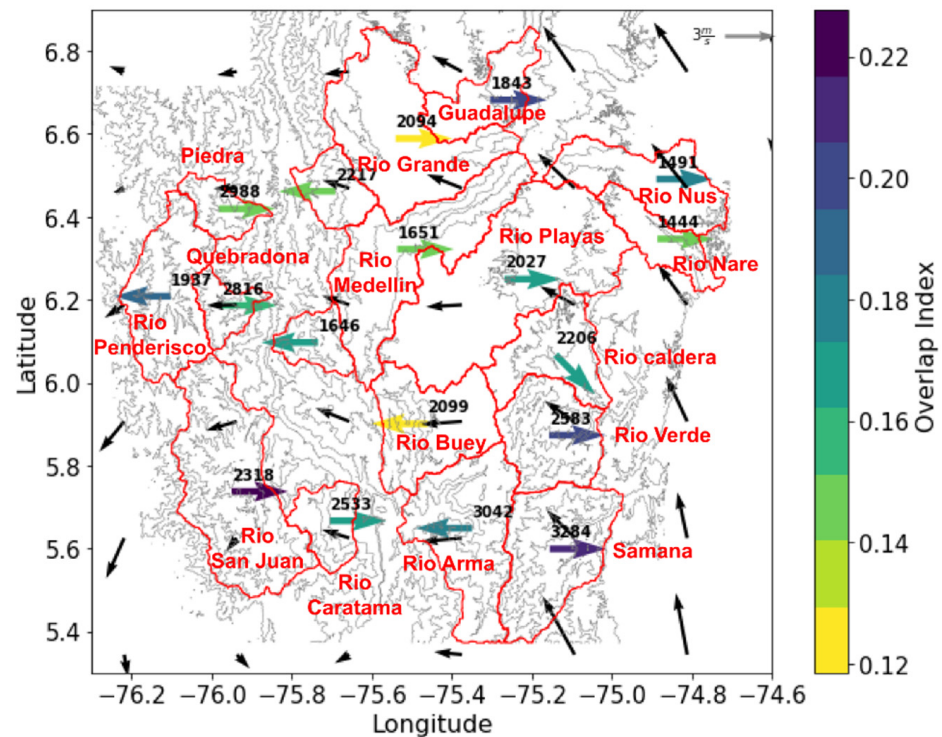 3 m/s
0.22
6.8
1843
Guadalupe
2094
6.6
Piedra
Rio Grande
0.20
1491
2217
2988
Rio Nus
6.4
1444
1651
Rio Playas
Quebradona
Rio
Medellin
2027
Rio Nare
0.18
1937
2816
6.2
Rio
Penderisco
1646
2206
Rio caldera
Latitude
Overlap Index
6.0
2099
2583
Rio Buey
Rio Verde
0.16
5.8
2318
2533
3042
3284
Rio
San Juan
Rio Arma
Samana
5.6
0.14
Rio
Caratama
5.4
0.12
−76.2 −76.0 −75.8 −75.6 −75.4 −75.2 −75.0 −74.8 −74.6
Longitude